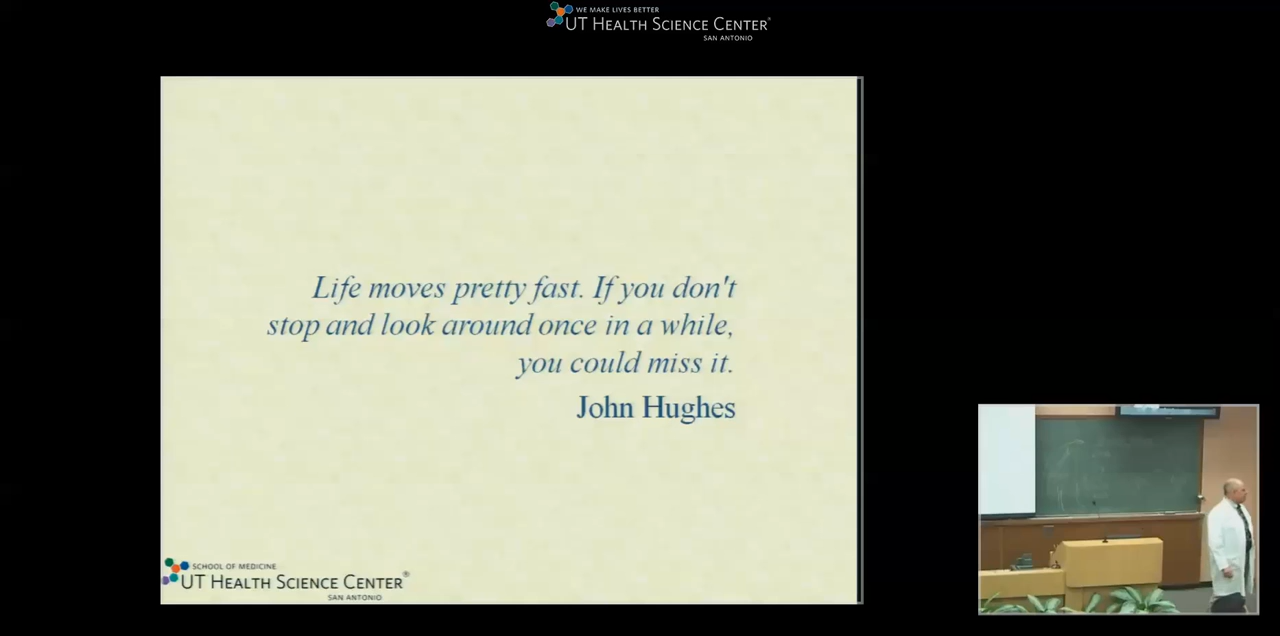 WE MAKE LIVES BETTER
UT HEALTH SCIENCE CENTER®
SAN ANTONIO
Life moves pretty fast. If you don't
stop and look around once in a while,
you could miss it.
John Hughes
SCHOOL OF MEDICINE
UT HEALTH SCIENCE CENTER®
SAN ANTONIO